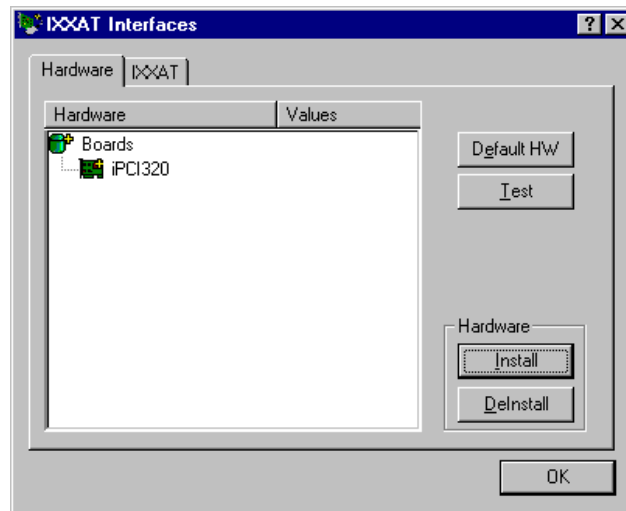 IXXAT Interfaces
Hardware IXXAT
Hardware Values
Boards
iPCI320
Default HW
Test
Hardware
Install
DeInstall
OK